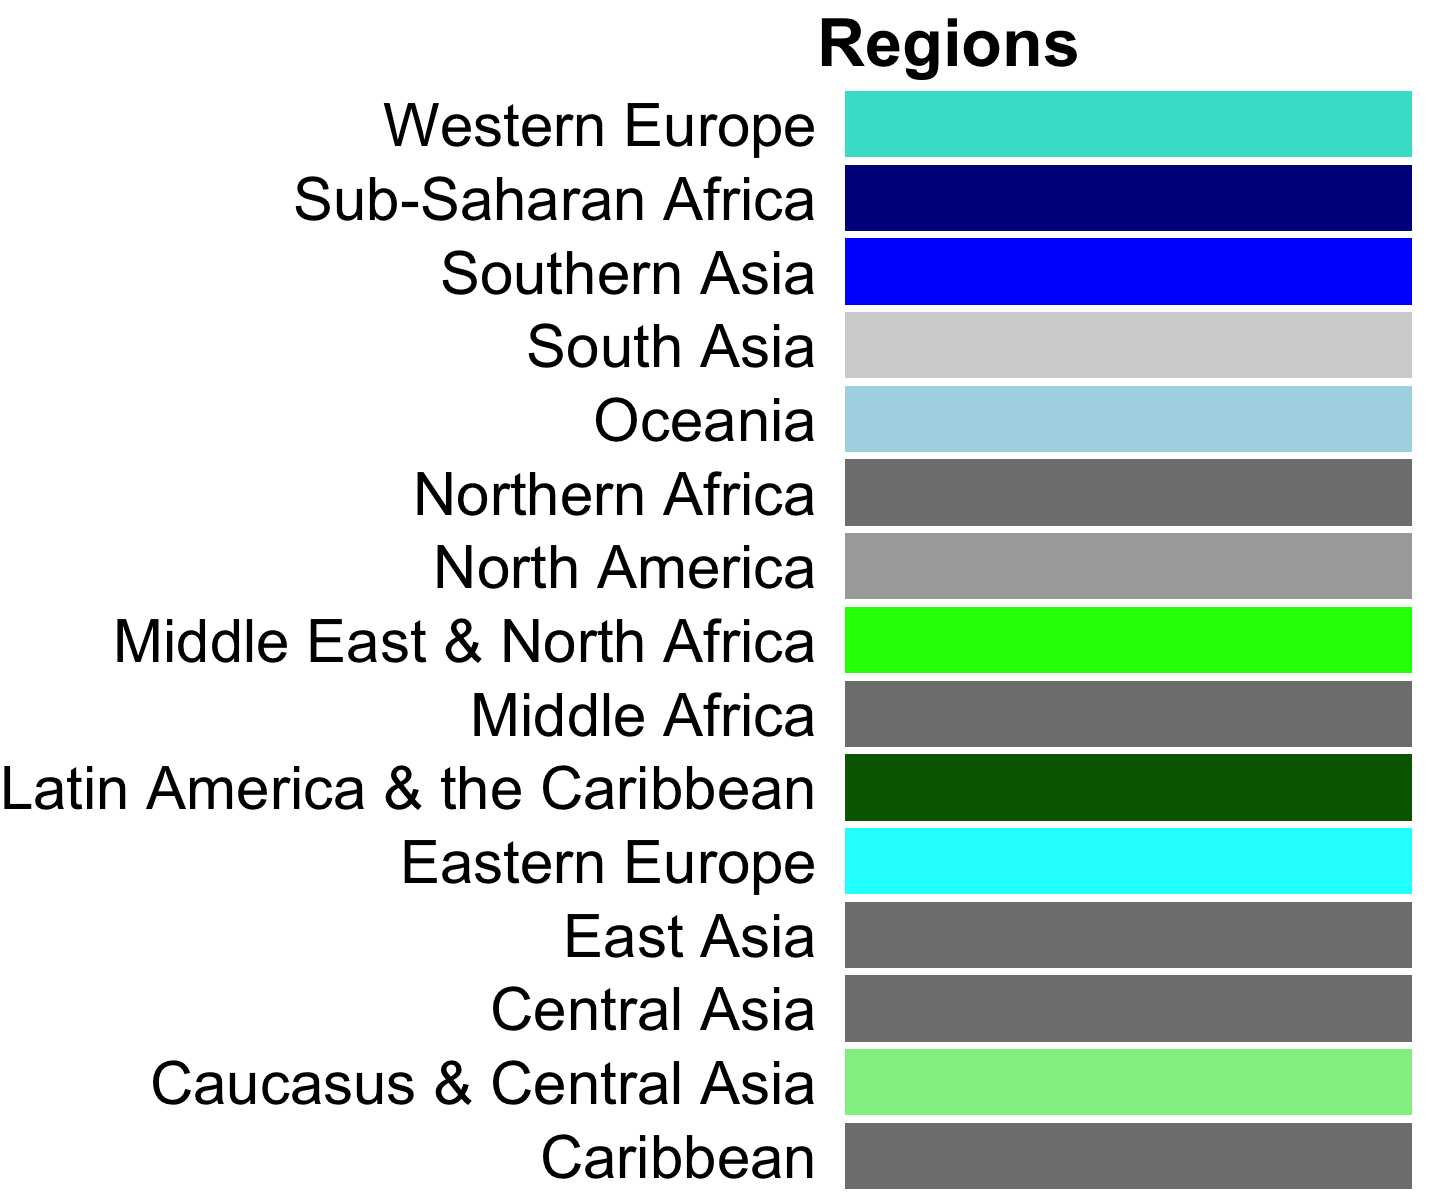 Regions
Western Europe
Sub-Saharan Africa
Southern Asia
South Asia
Oceania
Northern Africa
North America
Middle East & North Africa
Middle Africa
Latin America & the Caribbean
Eastern Europe
East Asia
Central Asia
Caucasus & Central Asia
Caribbean